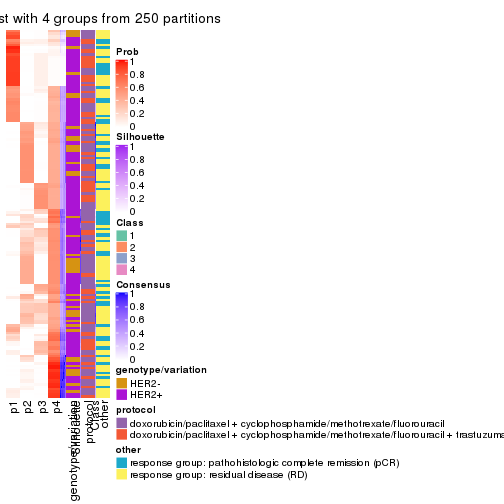 st with 4 groups from 250 partitions
Prob
1
0.8
0.6
0.4
0.2
0
Silhouette
1
0.8
0.6
0.4
0.2
0
Class
1
2
3
4
Consensus
1
0.8
0.6
0.4
0.2
0
genotype/variation
HER2-
HER2+
protocol
doxorubicin/paclitaxel + cyclophosphamide/methotrexate/fluorouracil
doxorubicin/paclitaxel + cyclophosphamide/methotrexate/fluorouracil + trastuzuma
other
response group: pathohistologic complete remission (pCR)
response group: residual disease (RD)
p1
p2
p3
p4
genotype/variation
protocol
Class
other